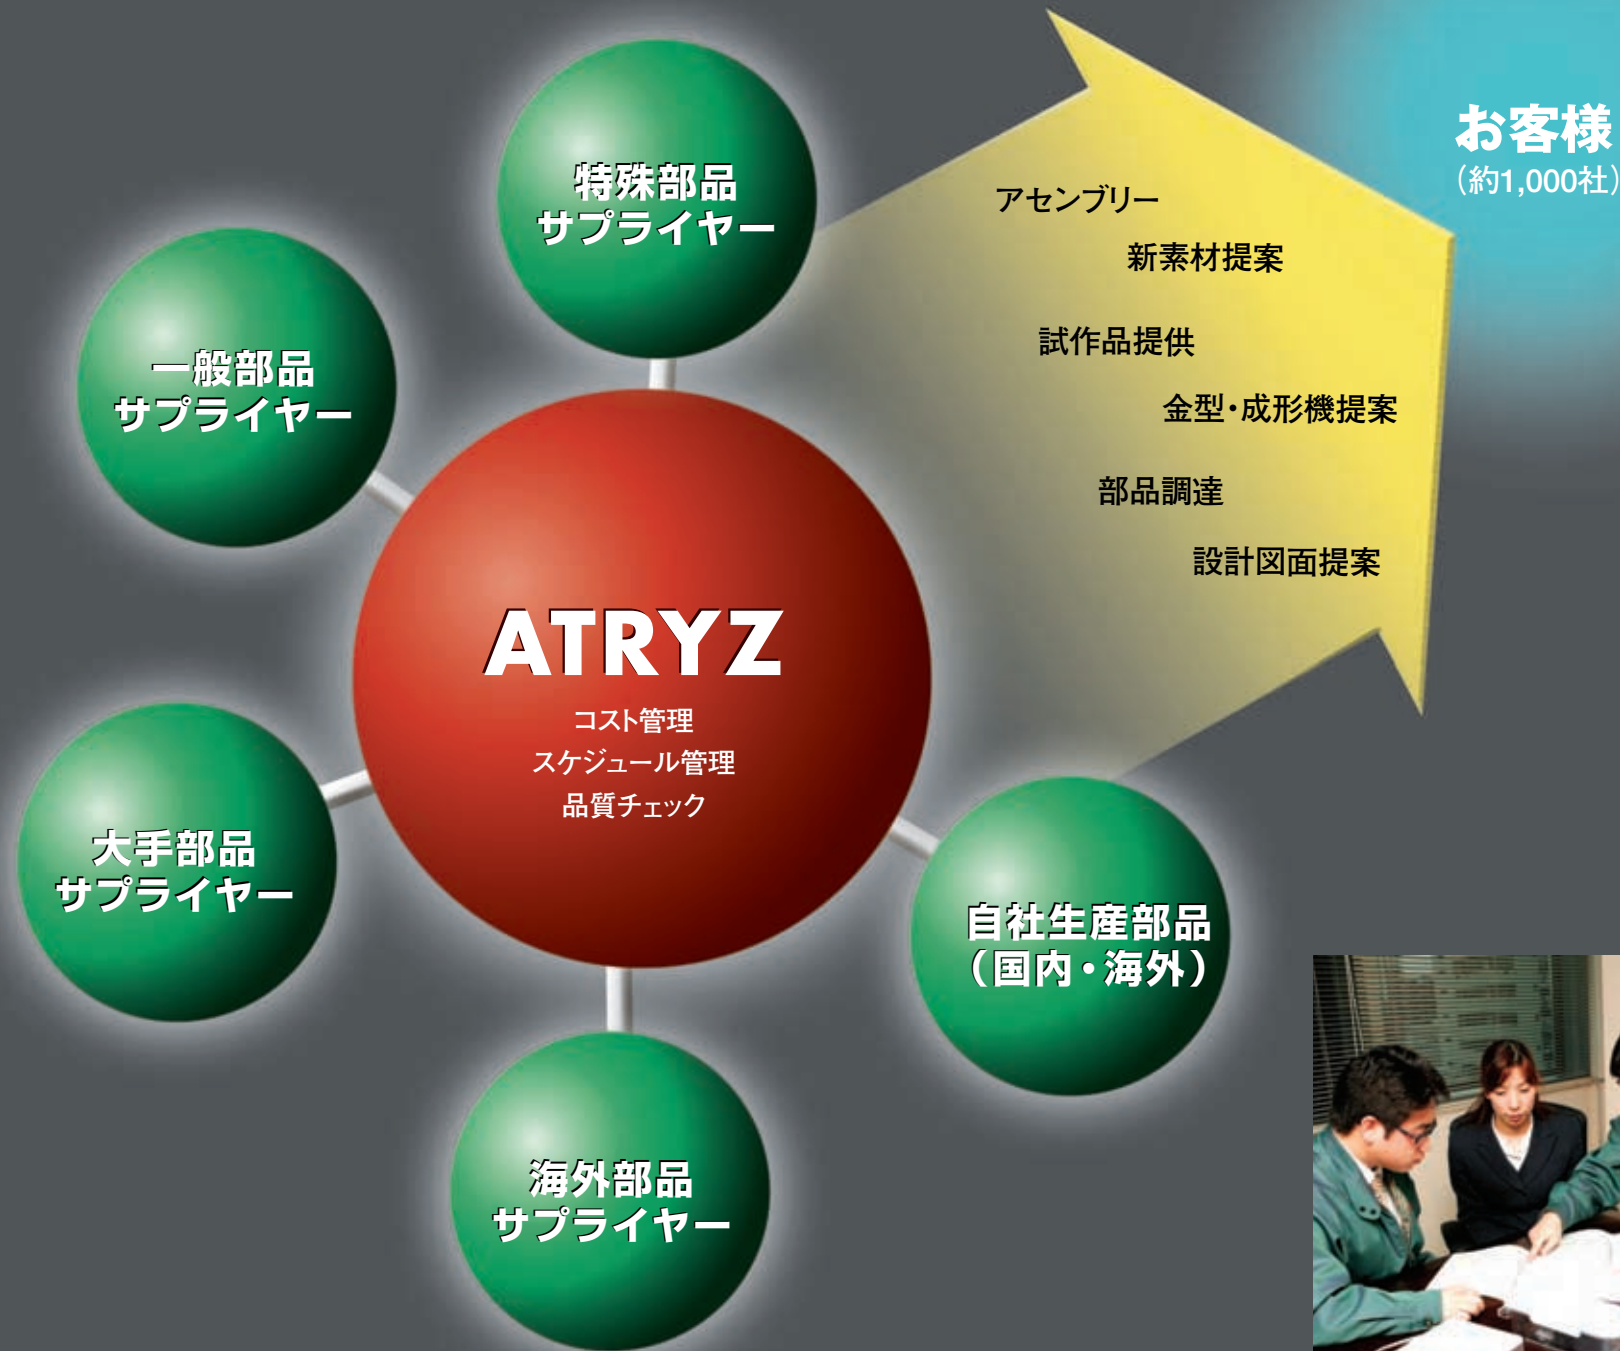 お客様
（約1,000社）
特殊部品
サプライヤー
アセンブリー
新素材提案
試作品提供
金型・成形機提案
部品調達
設計図面提案
一般部品
サプライヤー
ATRYZ
コスト管理
スケジュール管理
品質チェック
大手部品
サプライヤー
自社生産部品
（国内・海外）
海外部品
サプライヤー